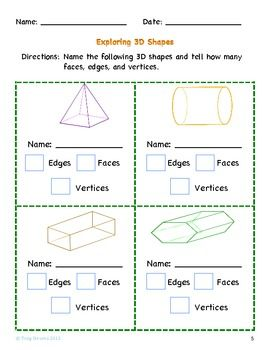 Name: Date:
Exploring 3D Shapes
Directions: Name the following 3D shapes and tell how many
faces, edges, and vertices.
Name:
Edges Faces
Vertices
Name:
Edges Faces
Vertices
Name:
Edges Faces
Vertices
Name:
Edges Faces
Vertices
5